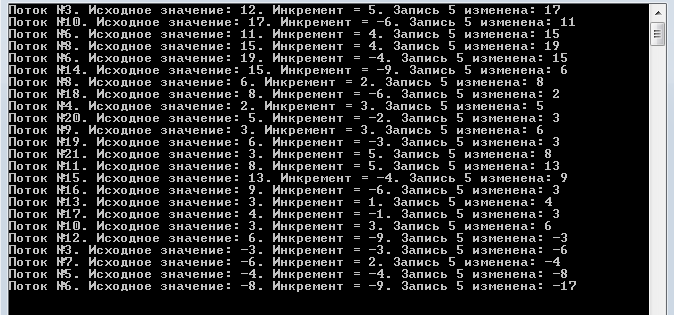 Поток №3. Исходное значение: 12. Инкремент = 5. Запись 5 изменена: 17
Поток №10. Исходное значение: 17. Инкремент = -6. Запись 5 изменена: 11
Поток №6. Исходное значение: 11. Инкремент = 4. Запись 5 изменена: 15
Поток №8. Исходное значение: 15. Инкремент = 4. Запись 5 изменена: 19
Поток №6. Исходное значение: 19. Инкремент = -4. Запись 5 изменена: 15
Поток №14. Исходное значение: 15. Инкремент = -9. Запись 5 изменена: 6
Поток №8. Исходное значение: 6. Инкремент = 2. Запись 5 изменена: 8
Поток №18. Исходное значение: 8. Инкремент = -6. Запись 5 изменена: 2
Поток №4. Исходное значение: 2. Инкремент = 3. Запись 5 изменена: 5
Поток №20. Исходное значение: 5. Инкремент = -2. Запись 5 изменена: 3
Поток №9. Исходное значение: 3. Инкремент = 3. Запись 5 изменена: 6
Поток №19. Исходное значение: 6. Инкремент = -3. Запись 5 изменена: 3
Поток №21. Исходное значение: 3. Инкремент = 5. Запись 5 изменена: 8
Поток №11. Исходное значение: 8. Инкремент = 5. Запись 5 изменена: 13
Поток №15. Исходное значение: 13. Инкремент = -4. Запись 5 изменена: 9
Поток №16. Исходное значение: 9. Инкремент = -6. Запись 5 изменена: 3
Поток №13. Исходное значение: 3. Инкремент = 1. Запись 5 изменена: 4
Поток №17. Исходное значение: 4. Инкремент = -1. Запись 5 изменена: 3
Поток №10. Исходное значение: 3. Инкремент = 3. Запись 5 изменена: 6
Поток №12. Исходное значение: 6. Инкремент = -9. Запись 5 изменена: -3
Поток №3. Исходное значение: -3. Инкремент = -3. Запись 5 изменена: -6
Поток №7. Исходное значение: -6. Инкремент = 2. Запись 5 изменена: -4
Поток №5. Исходное значение: -4. Инкремент = -4. Запись 5 изменена: -8
Поток №6. Исходное значение: -8. Инкремент = -9. Запись 5 изменена: -17